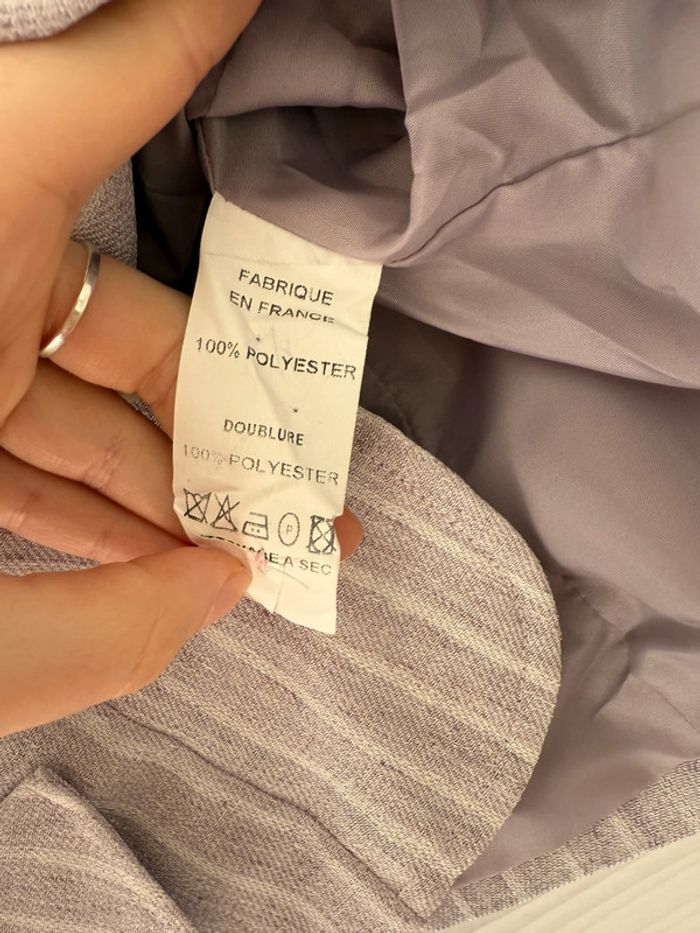 FABRIQUE
EN FRANCE
100% POLYESTER
DOUBLURE
100% POLYESTER
P
A SEC